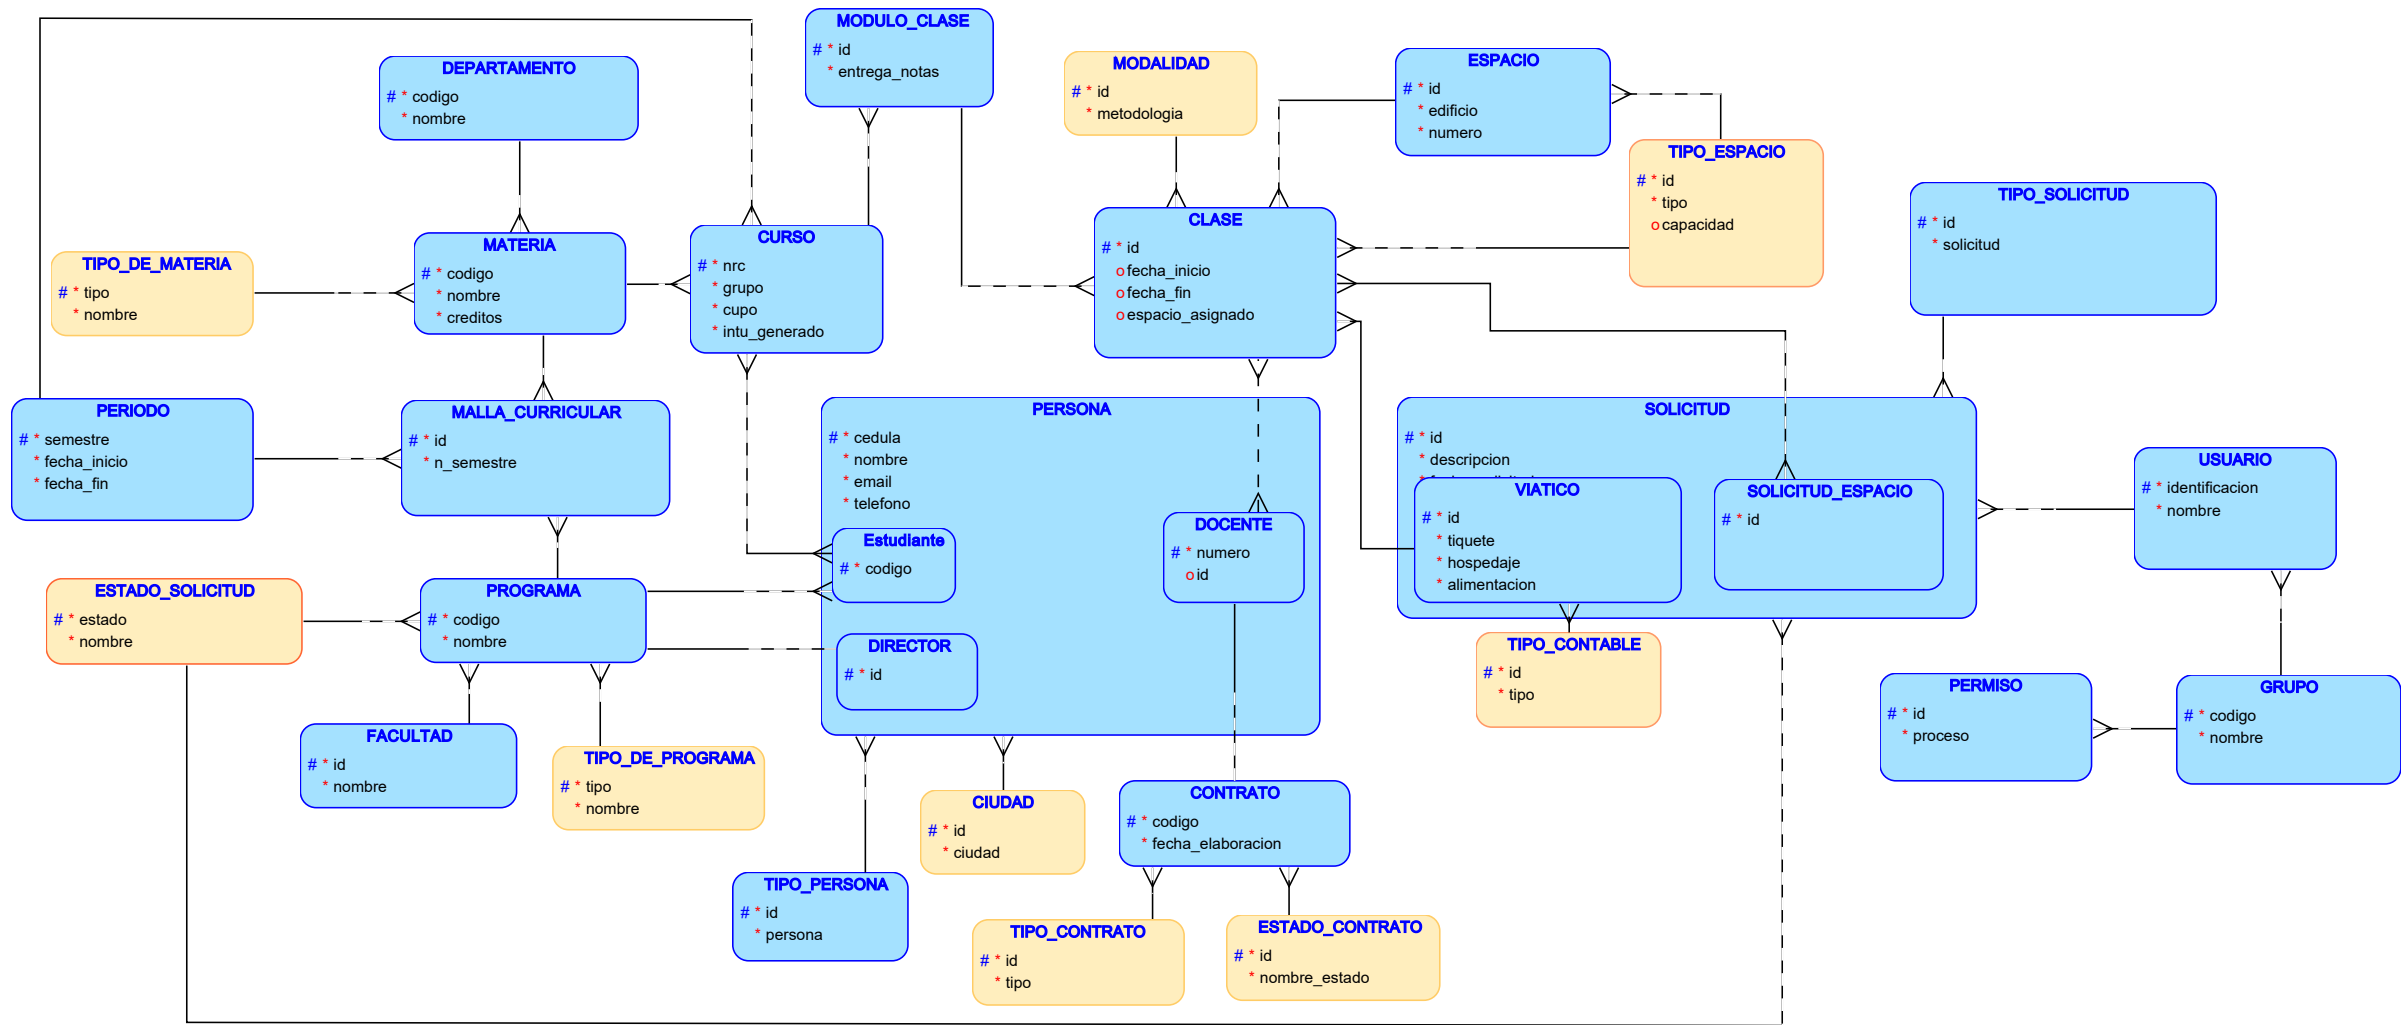 MODULO_CLASE
# * id
* entrega_notas
DEPARTAMENTO
# * codigo
* nombre
MODALIDAD
# * id
* metodologia
ESPACIO
# * id
* edificio
* numero
TIPO_ESPACIO
# * id
* tipo
o capacidad
TIPO_SOLICITUD
# * id
* solicitud
TIPO_DE_MATERIA
# * tipo
* nombre
MATERIA
# * codigo
* nombre
* creditos
CURSO
# * nrc
* grupo
* cupo
* intu_generado
CLASE
# * id
o fecha_inicio
o fecha_fin
o espacio_asignado
PERIODO
# * semestre
* fecha_inicio
* fecha_fin
MALLA_CURRICULAR
# * id
* n_semestre
PERSONA
# * cedula
* nombre
* email
* telefono
Estudiante
# * codigo
DOCENTE
# * numero
o id
DIRECTOR
# * id
SOLICITUD
# * id
* descripcion
VIATICO
# * id
* tiquete
* hospedaje
* alimentacion
SOLICITUD_ESPACIO
# * id
USUARIO
# * identificacion
* nombre
ESTADO_SOLICITUD
# * estado
* nombre
PROGRAMA
# * codigo
* nombre
TIPO_CONTABLE
# * id
* tipo
PERMISO
# * id
* proceso
GRUPO
# * codigo
* nombre
FACULTAD
# * id
* nombre
TIPO_DE_PROGRAMA
# * tipo
* nombre
CIUDAD
# * id
* ciudad
CONTRATO
# * codigo
* fecha_elaboracion
TIPO_PERSONA
# * id
* persona
TIPO_CONTRATO
# * id
* tipo
ESTADO_CONTRATO
# * id
* nombre_estado